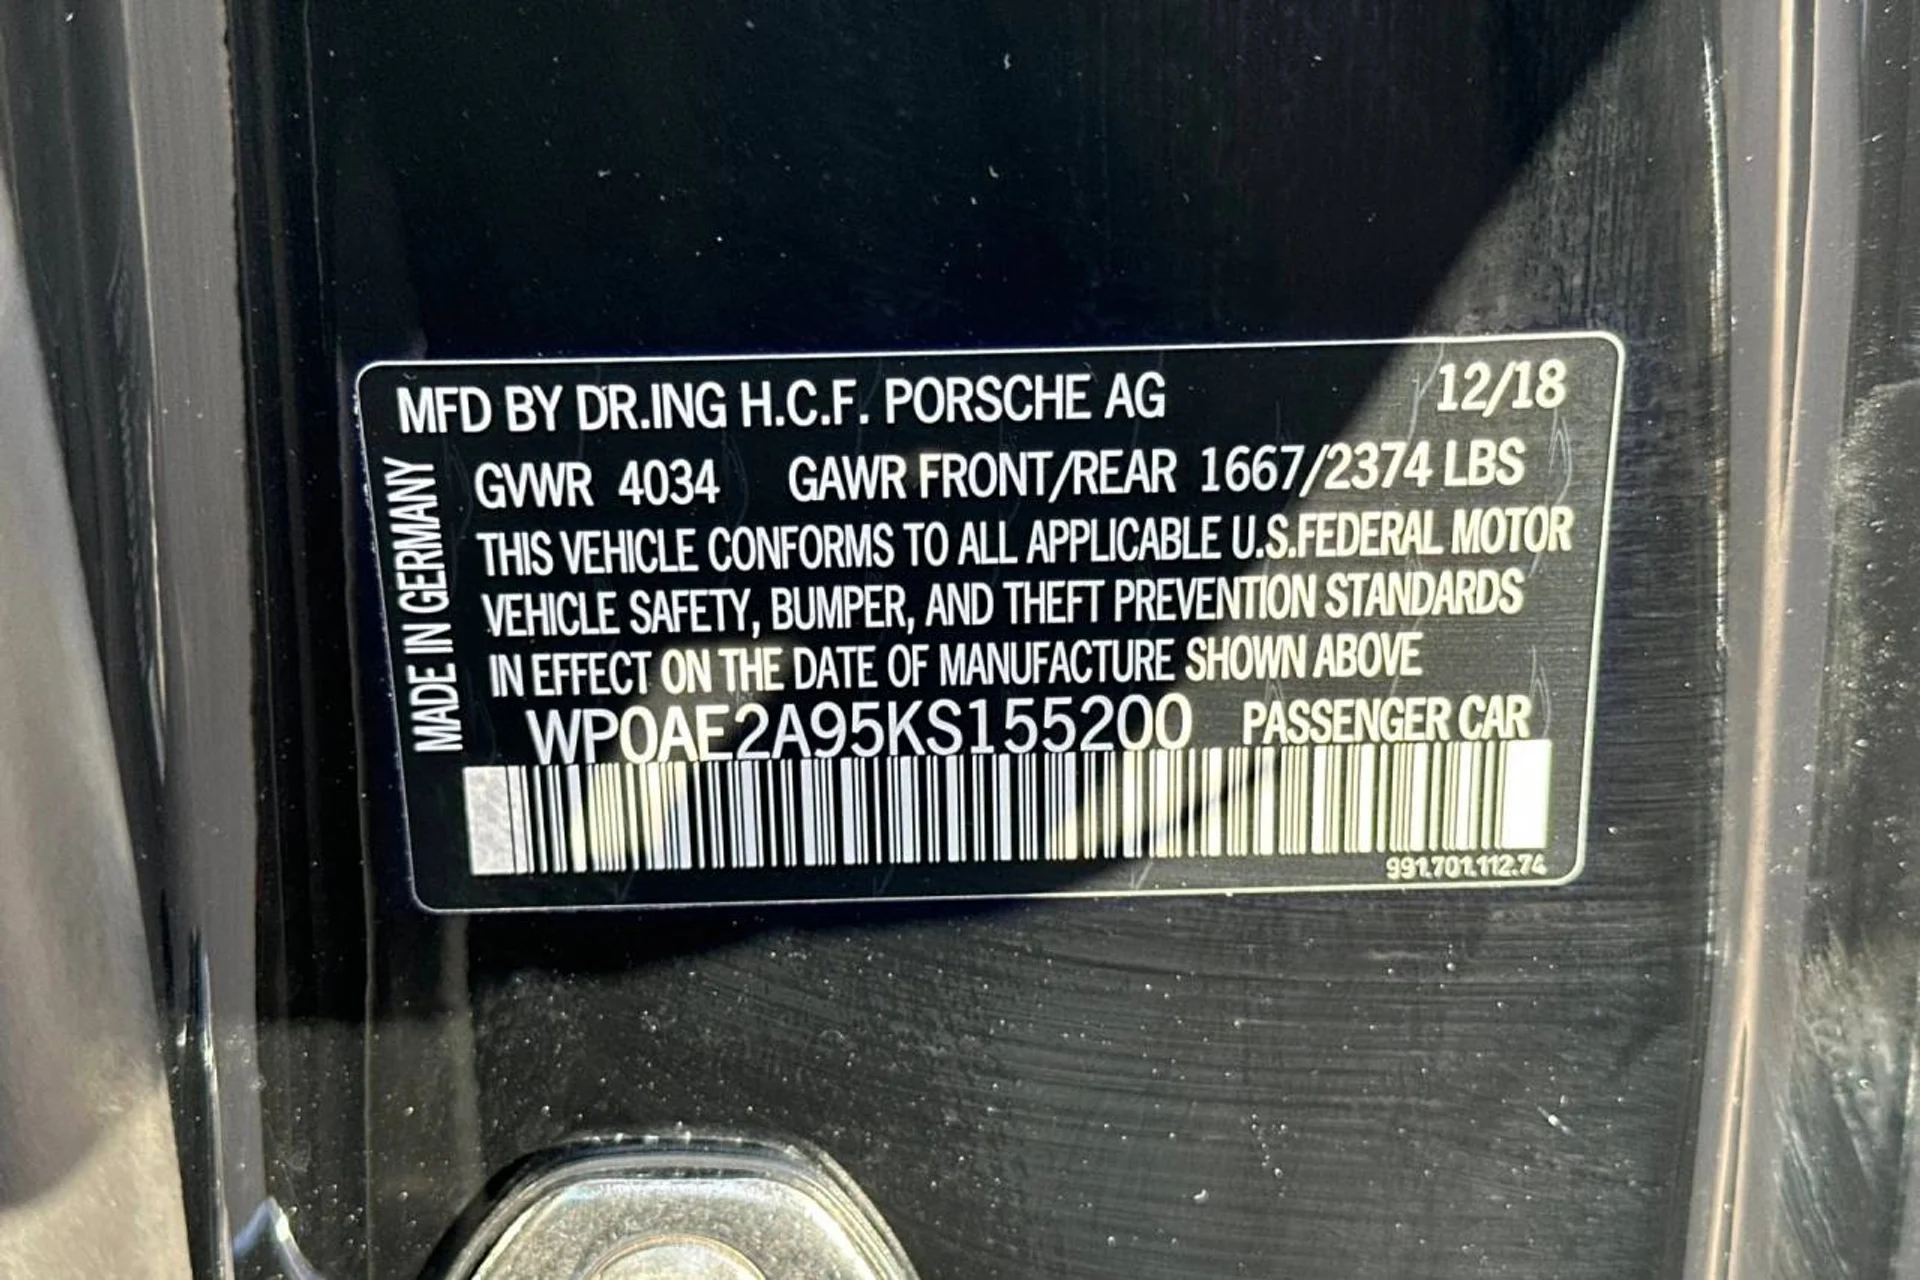 MFD BY DR.ING H.C.F. PORSCHE AG 12/18
GVWR 4034 GAWR FRONT/REAR 1667/2374 LBS
THIS VEHICLE CONFORMS TO ALL APPLICABLE U.S.FEDERAL MOTOR
VEHICLE SAFETY, BUMPER, AND THEFT PREVENTION STANDARDS
IN EFFECT ON THE DATE OF MANUFACTURE SHOWN ABOVE
WP0AE2A95KS155200 PASSENGER CAR
991.701.112.74
MADE IN GERMANY